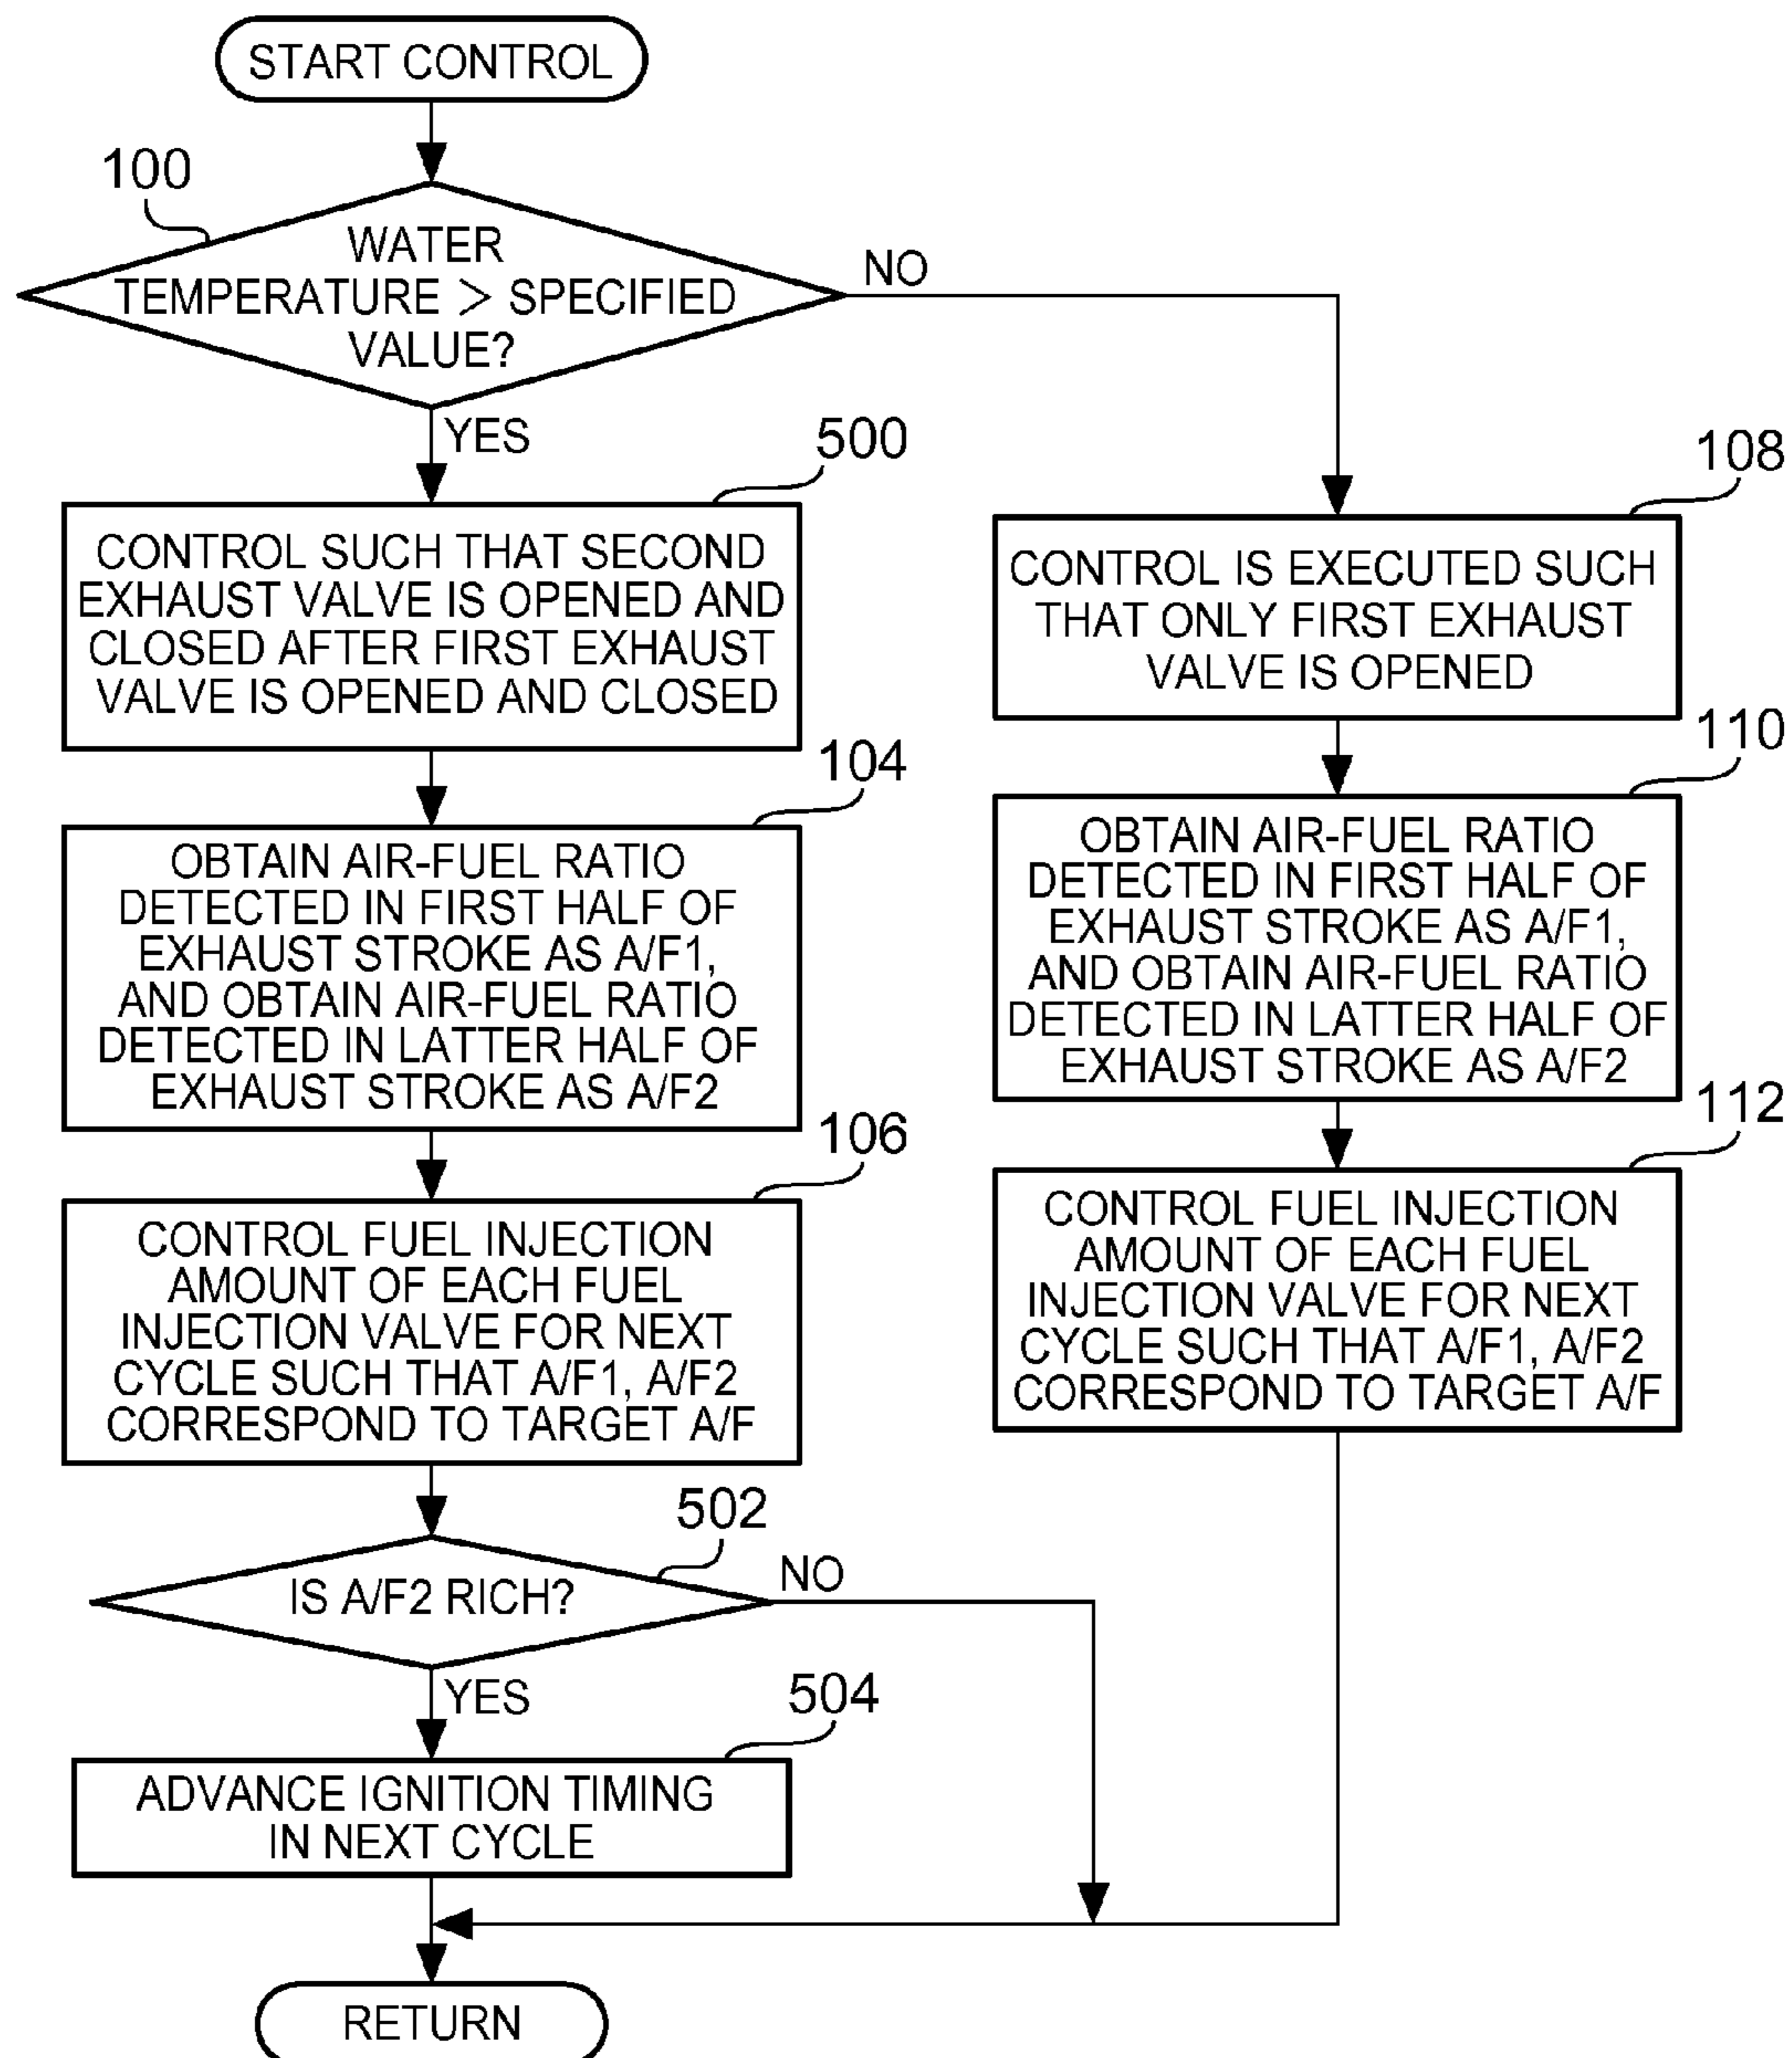 START CONTROL
100
WATER
TEMPERATURE > SPECIFIED
VALUE?
NO
YES
500
CONTROL SUCH THAT SECOND
EXHAUST VALVE IS OPENED AND
CLOSED AFTER FIRST EXHAUST
VALVE IS OPENED AND CLOSED
104
OBTAIN AIR-FUEL RATIO
DETECTED IN FIRST HALF OF
EXHAUST STROKE AS A/F1,
AND OBTAIN AIR-FUEL RATIO
DETECTED IN LATTER HALF OF
EXHAUST STROKE AS A/F2
106
CONTROL FUEL INJECTION
AMOUNT OF EACH FUEL
INJECTION VALVE FOR NEXT
CYCLE SUCH THAT A/F1, A/F2
CORRESPOND TO TARGET A/F
502
IS A/F2 RICH?
NO
YES
504
ADVANCE IGNITION TIMING
IN NEXT CYCLE
108
CONTROL IS EXECUTED SUCH
THAT ONLY FIRST EXHAUST
VALVE IS OPENED
110
OBTAIN AIR-FUEL RATIO
DETECTED IN FIRST HALF OF
EXHAUST STROKE AS A/F1,
AND OBTAIN AIR-FUEL RATIO
DETECTED IN LATTER HALF OF
EXHAUST STROKE AS A/F2
112
CONTROL FUEL INJECTION
AMOUNT OF EACH FUEL
INJECTION VALVE FOR NEXT
CYCLE SUCH THAT A/F1, A/F2
CORRESPOND TO TARGET A/F
RETURN